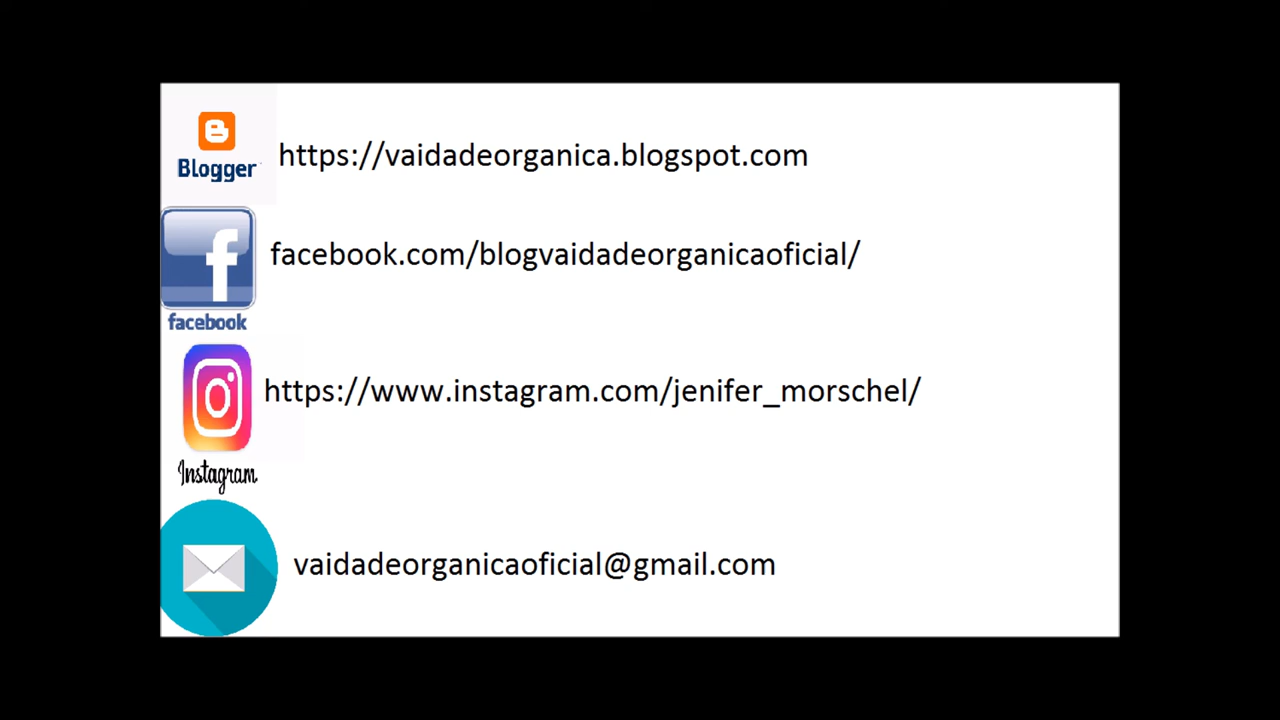 Blogger
https://vaidadeorganica.blogspot.com
facebook.com/blogvaidadeorganicaoficial/
facebook
https://www.instagram.com/jenifer_morschel/
Instagram
vaidadeorganicaoficial@gmail.com